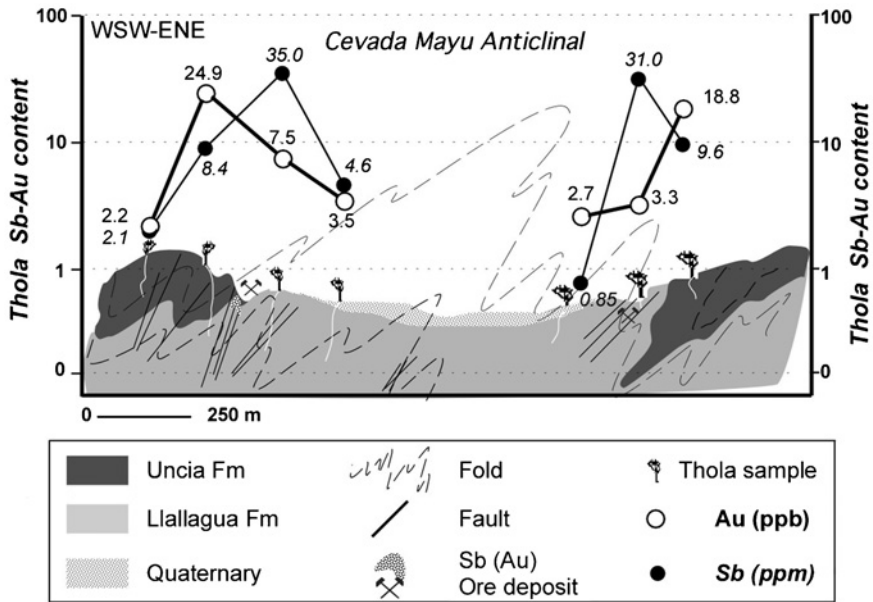 100
WSW-ENE
Cevada Mayu Anticlinal
100
24.9
35.0
31.0
18.8
10
8.4
7.5
4.6
9.6
10
2.2
2.1
3.5
2.7
3.3
1
0.85
1
0
0
Thola Sb-Au content
Thola Sb-Au content
0 250 m
Uncia Fm
Fold
Thola sample
Llallagua Fm
Fault
Au (ppb)
Quaternary
Sb (Au)
Ore deposit
Sb (ppm)